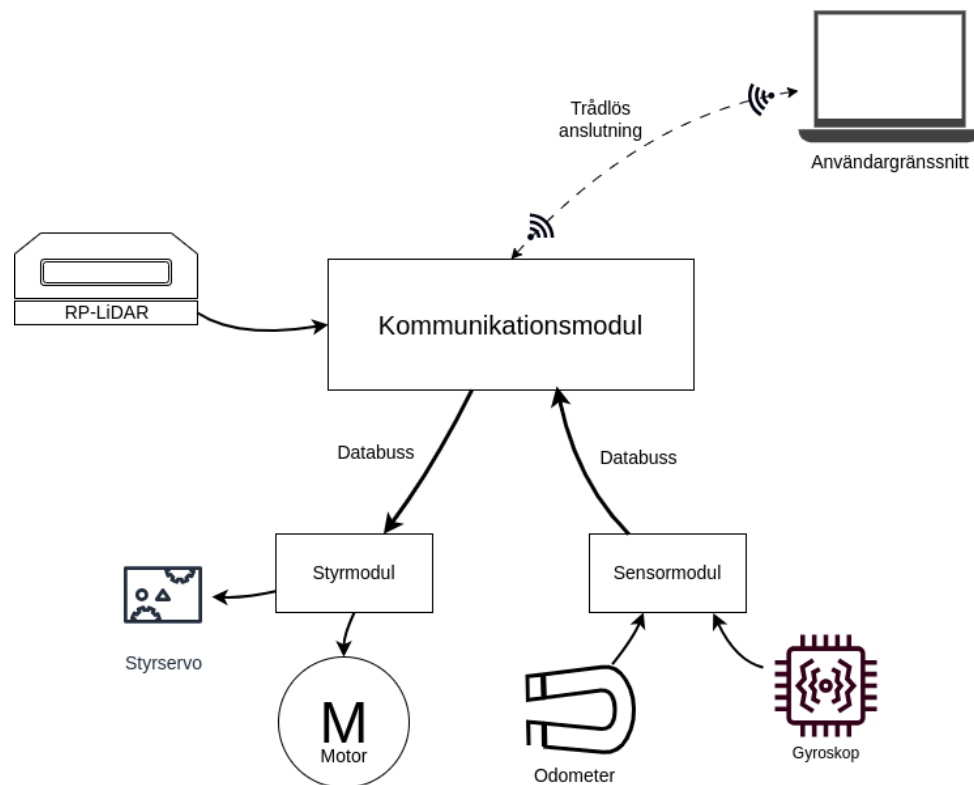 Trådlös
anslutning
Användargränssnitt
RP-LiDAR
Kommunikationsmodul
Databuss
Databuss
Styrmodul
Sensormodul
Styrservo
M
Motor
Odometer
Gyroskop